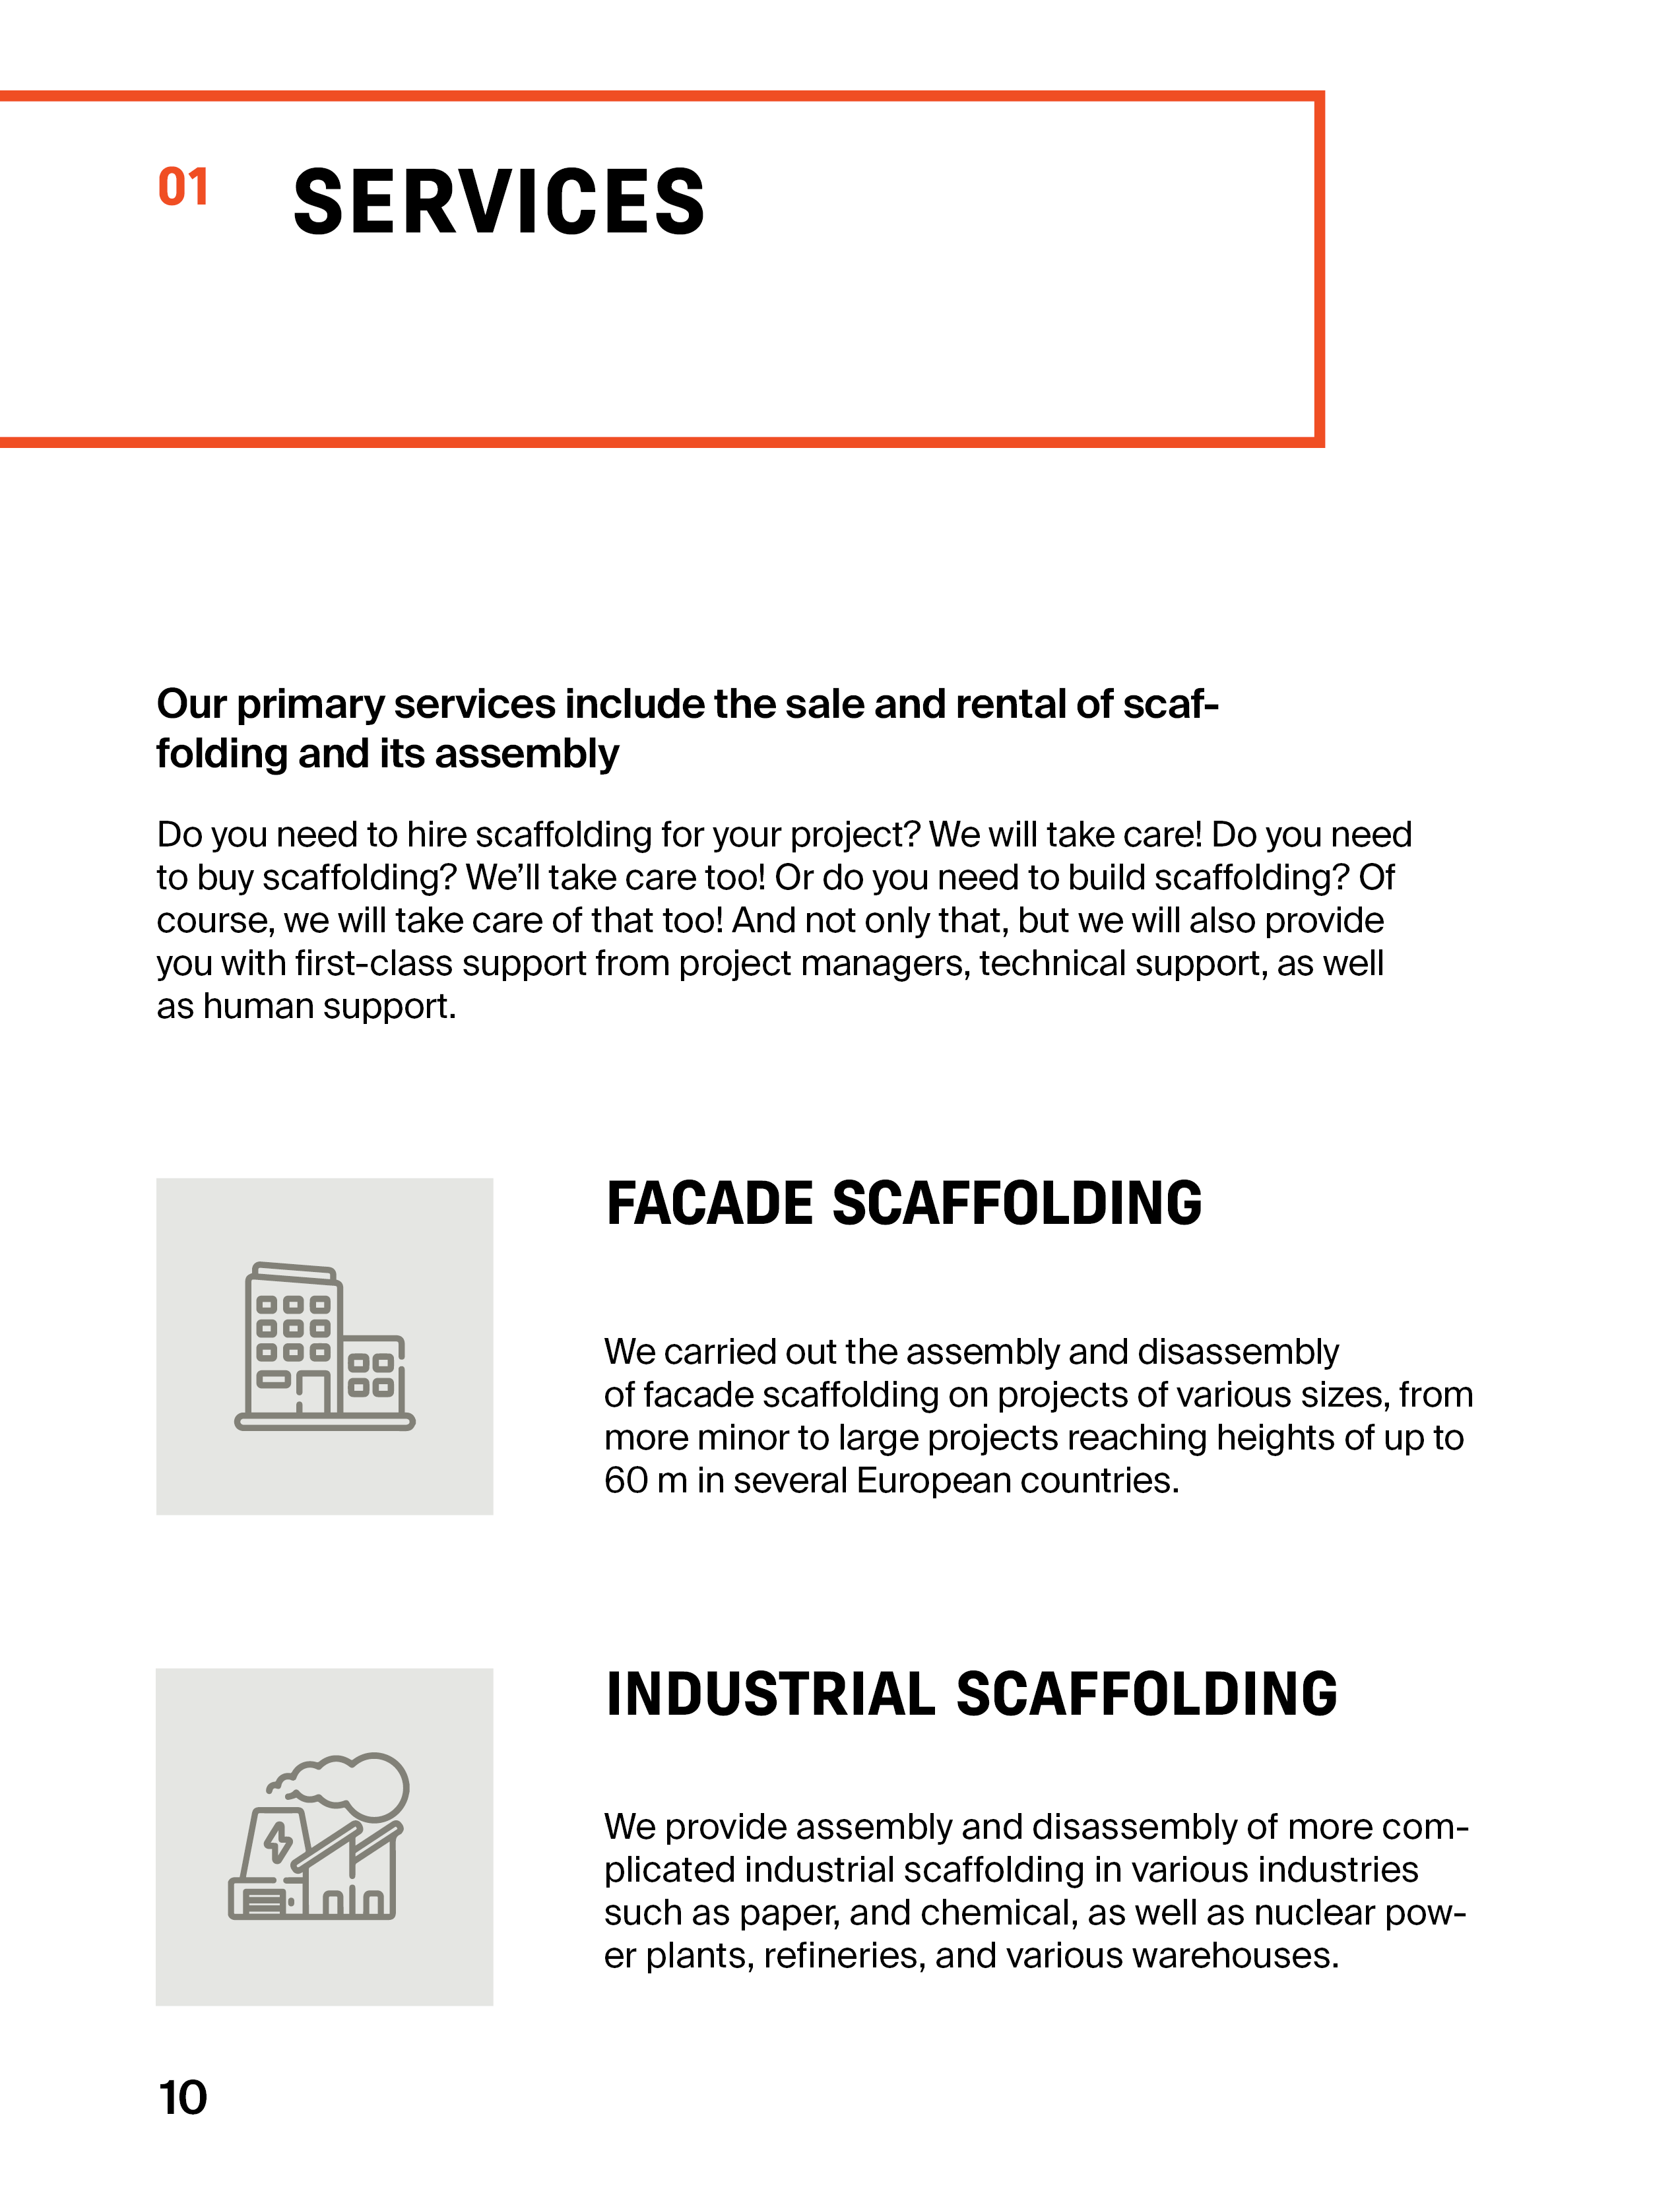 01 SERVICES
Our primary services include the sale and rental of scaf-
folding and its assembly
Do you need to hire scaffolding for your project? We will take care! Do you need
to buy scaffolding? We’ll take care too! Or do you need to build scaffolding? Of
course, we will take care of that too! And not only that, but we will also provide
you with first-class support from project managers, technical support, as well
as human support.
FACADE SCAFFOLDING
We carried out the assembly and disassembly
of facade scaffolding on projects of various sizes, from
more minor to large projects reaching heights of up to
60 m in several European countries.
INDUSTRIAL SCAFFOLDING
We provide assembly and disassembly of more com-
plicated industrial scaffolding in various industries
such as paper, and chemical, as well as nuclear pow-
er plants, refineries, and various warehouses.
10